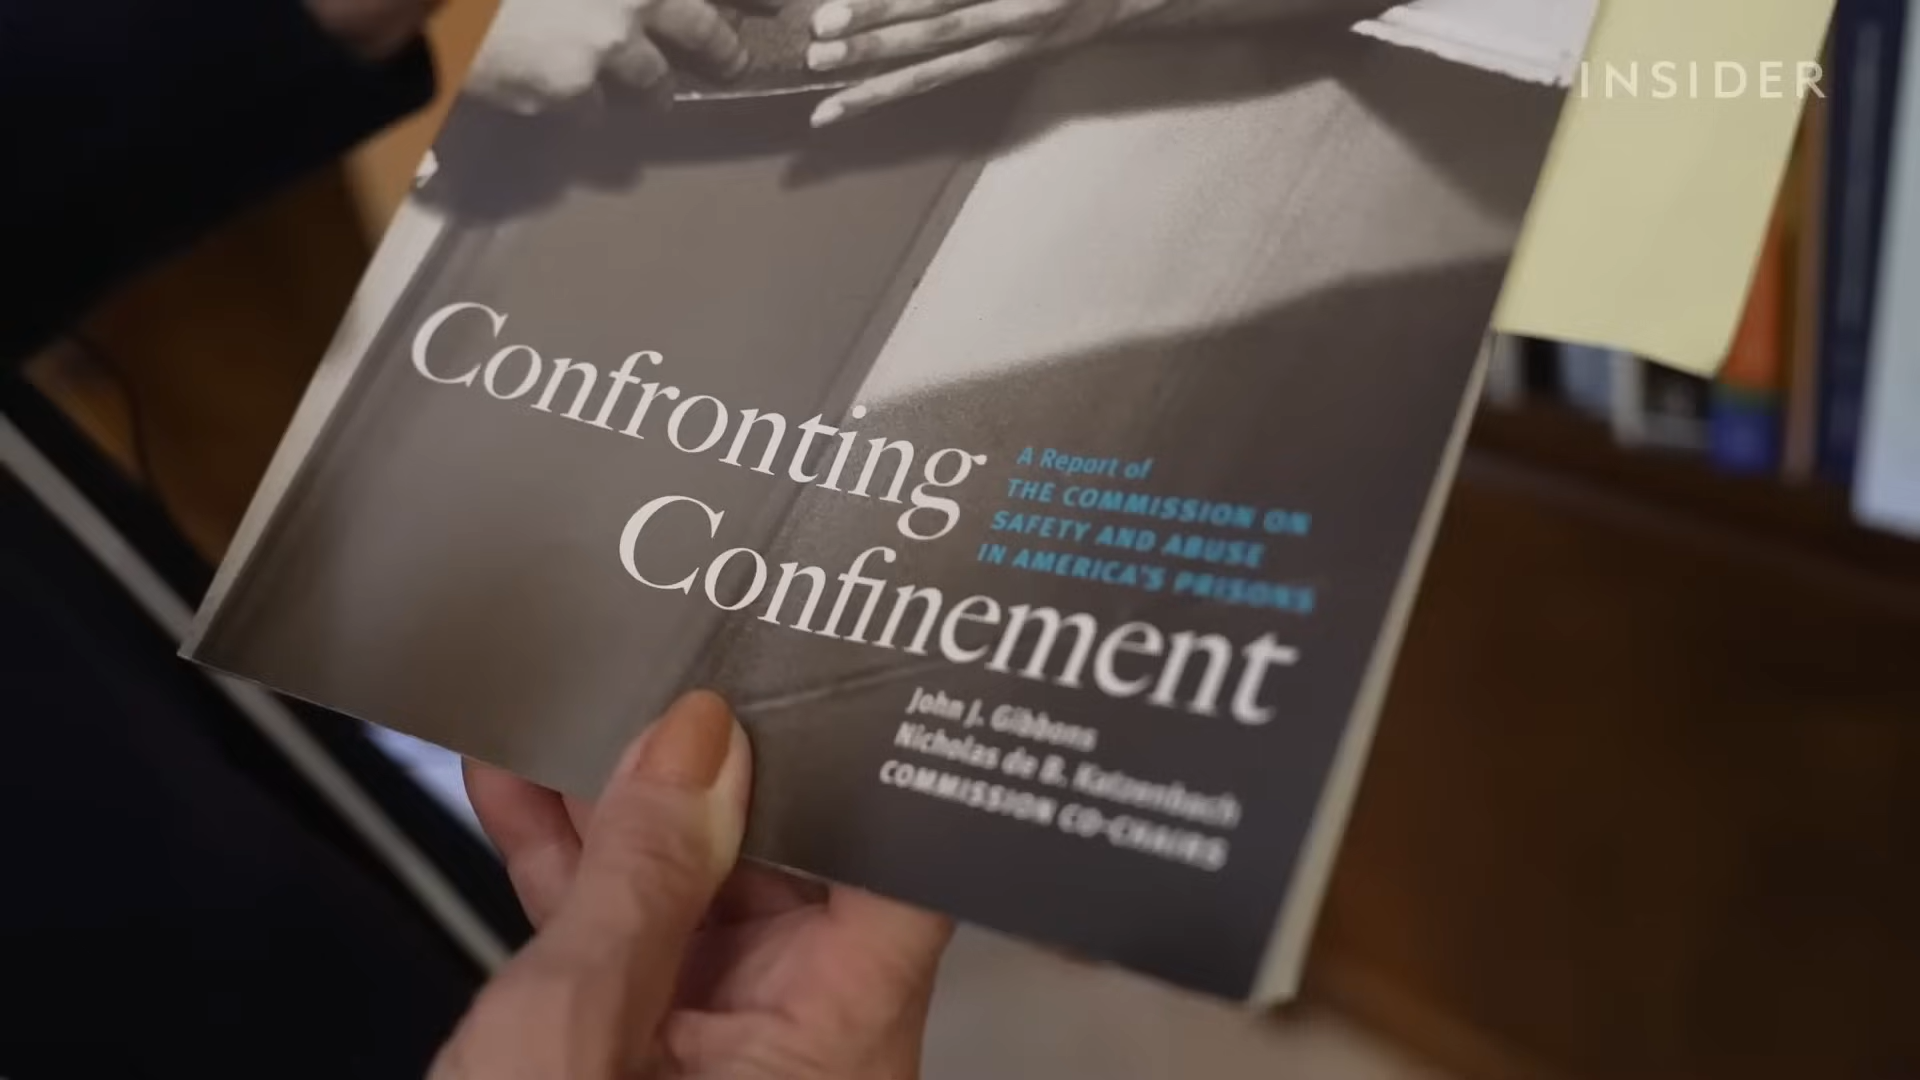 INSIDER
Confronting
Confinement
A Report of
THE COMMISSION ON
SAFETY AND ABUSE
IN AMERICA'S PRISONS
John J. Gibbons
Nicholas de B. Katzenbach
COMMISSION CO-CHAIRS